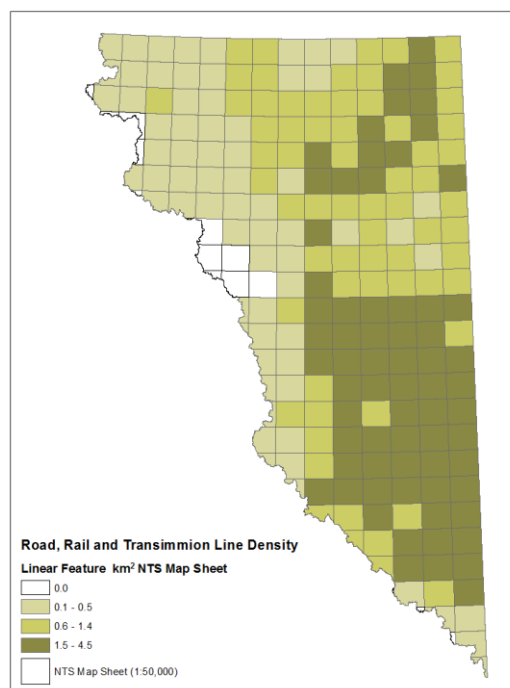 Road, Rail and Transimmion Line Density
Linear Feature km² NTS Map Sheet
0.0
0.1 - 0.5
0.6 - 1.4
1.5 - 4.5
NTS Map Sheet (1:50,000)